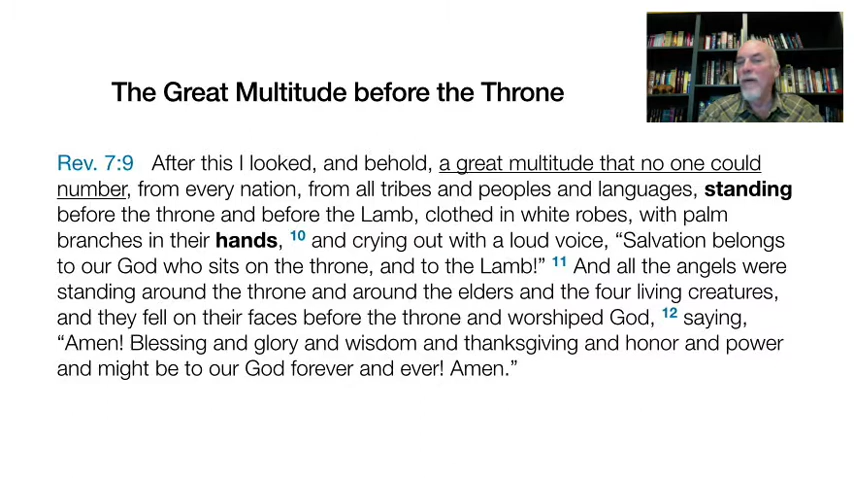 The Great Multitude before the Throne
Rev. 7:9 After this I looked, and behold, a great multitude that no one could
number, from every nation, from all tribes and peoples and languages, standing
before the throne and before the Lamb, clothed in white robes, with palm
branches in their hands, 10 and crying out with a loud voice, “Salvation belongs
to our God who sits on the throne, and to the Lamb!” 11 And all the angels were
standing around the throne and around the elders and the four living creatures,
and they fell on their faces before the throne and worshiped God, 12 saying,
“Amen! Blessing and glory and wisdom and thanksgiving and honor and power
and might be to our God forever and ever! Amen.”